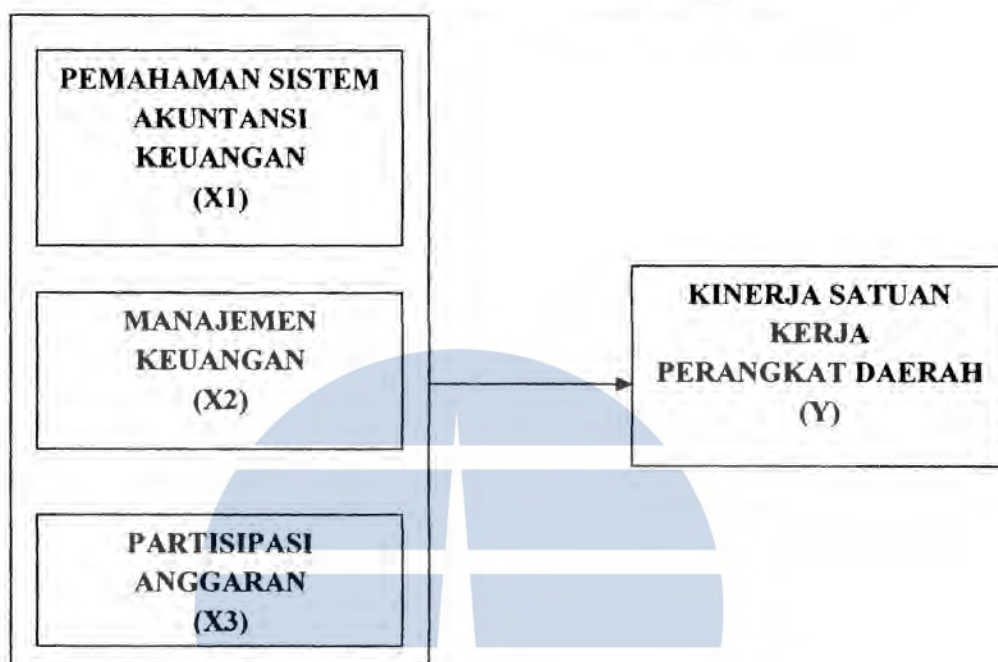 PEMAHAMAN SISTEM
AKUNTANSI
KEUANGAN
(X1)
MANAJEMEN
KEUANGAN
(X2)
PARTISIPASI
ANGGARAN
(X3)
KINERJA SATUAN
KERJA
PERANGKAT DAERAH
(Y)